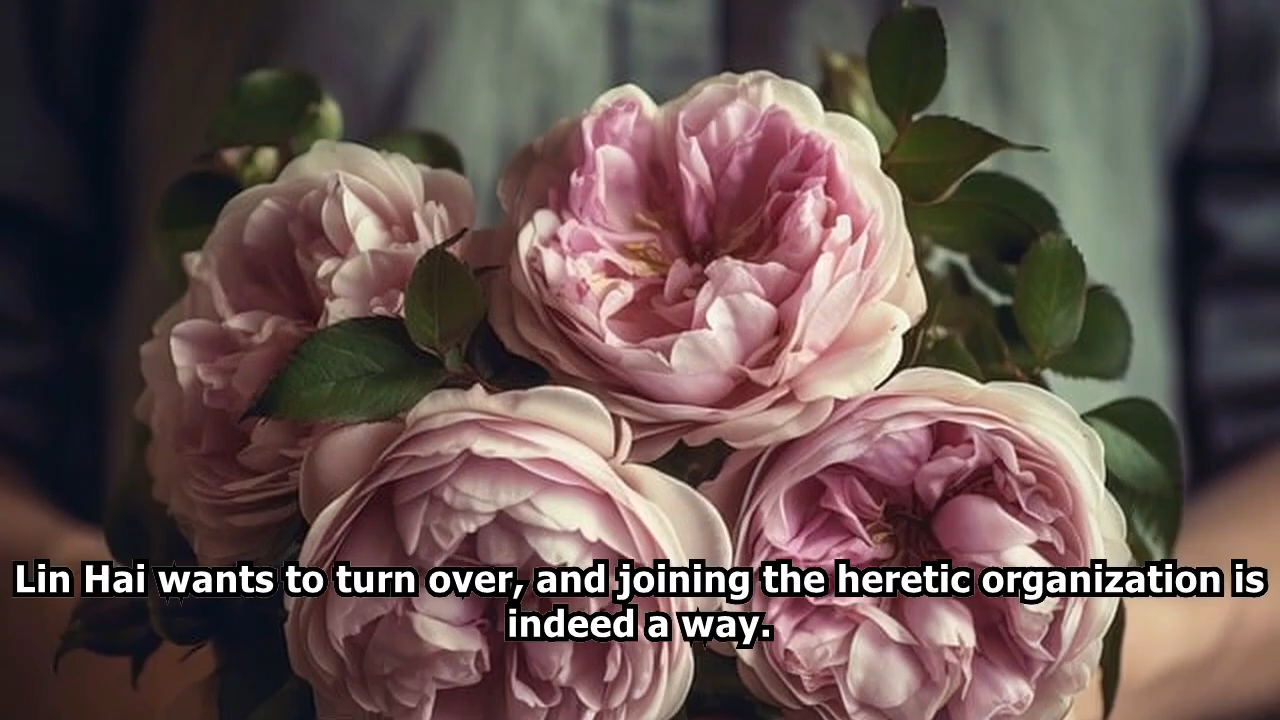 Lin Hai wants to turn over, and joining the heretic organization is
indeed a way.